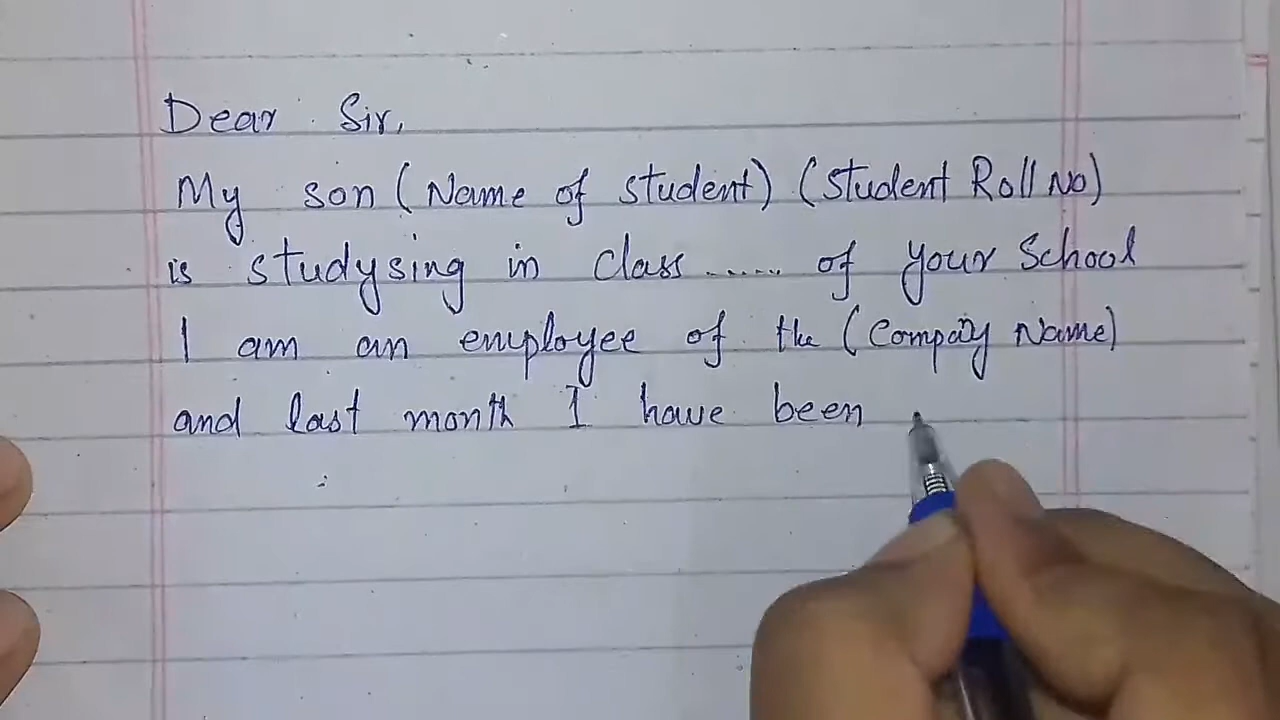 Dear Sir,
My son (Name of student) (Student Roll No)
is studysing in class ...... of your School
I am an employee of the (Compay Name)
and last month I have been